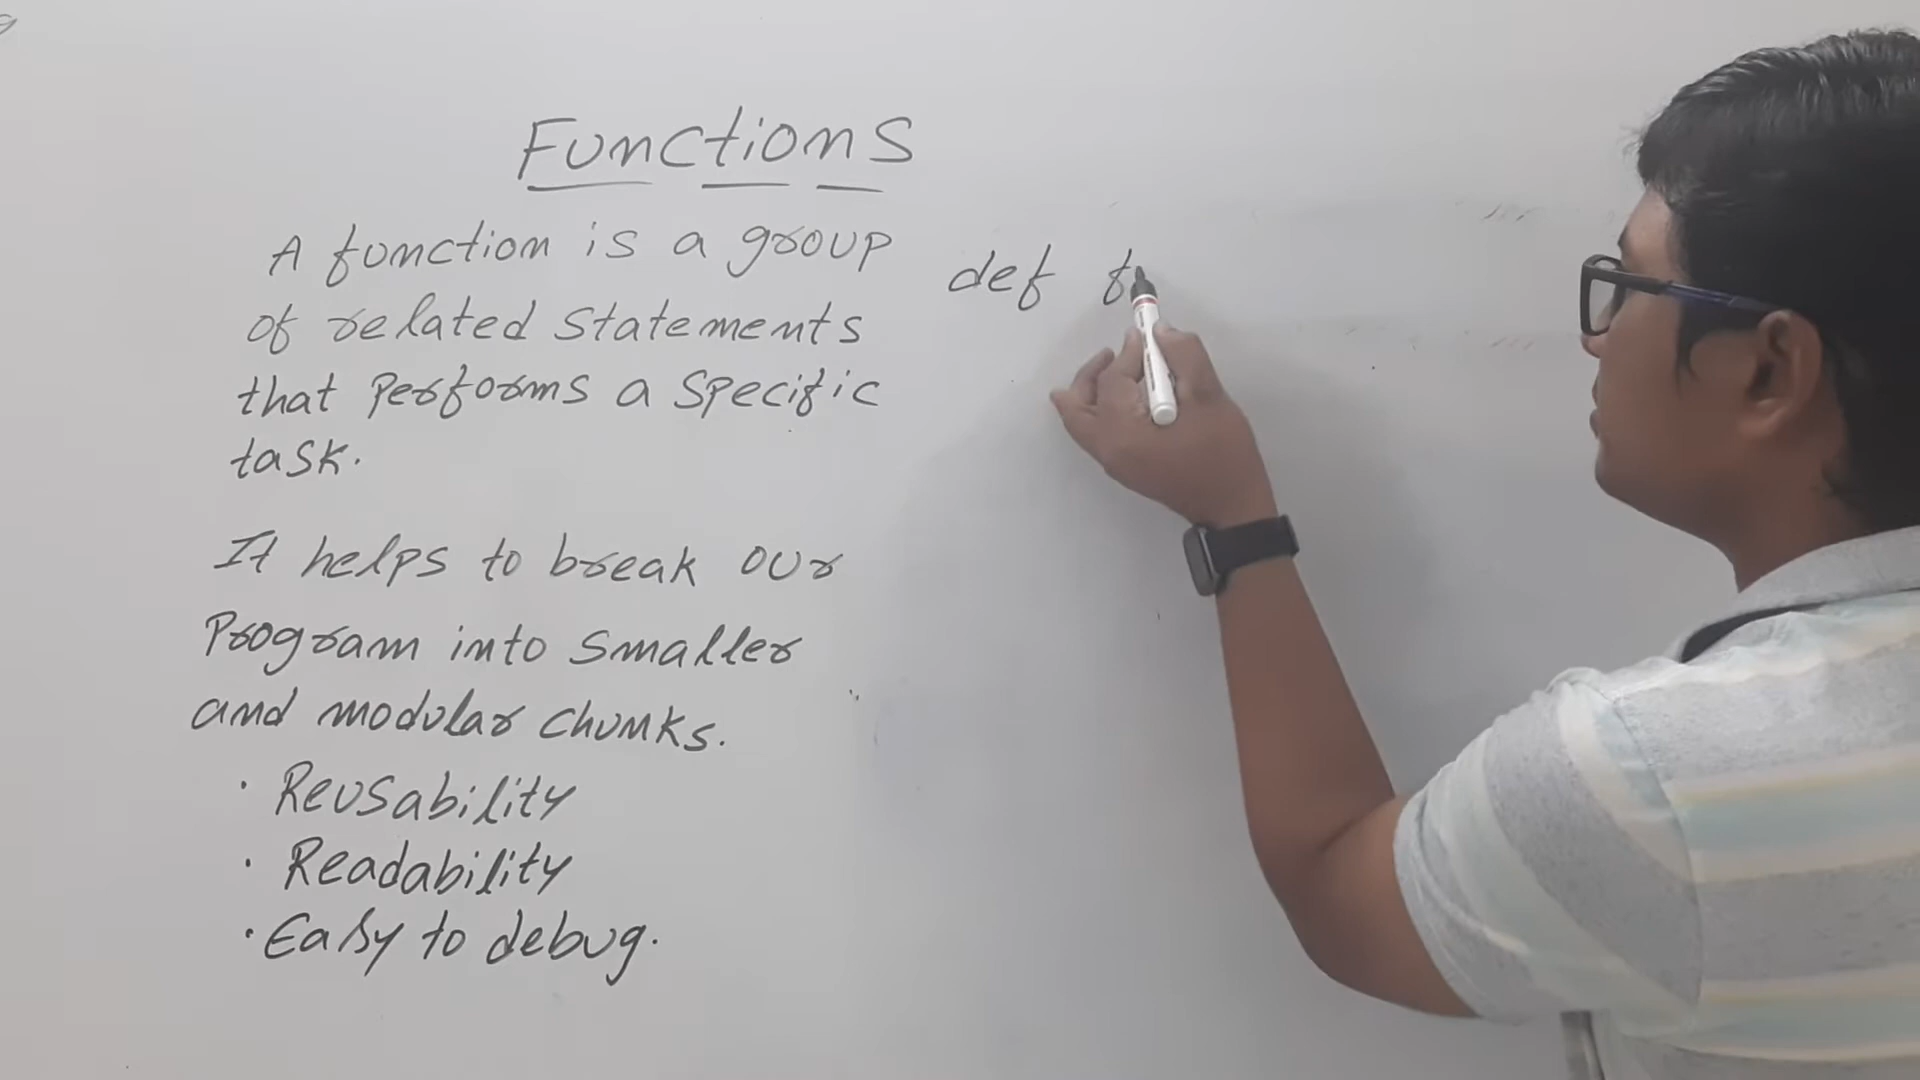 Functions
A function is a group
of related statements
that Performs a specific
task.
It helps to break our
Program into smaller
and modular chunks.
· Reusability
· Readability
· Easy to debug.
def f